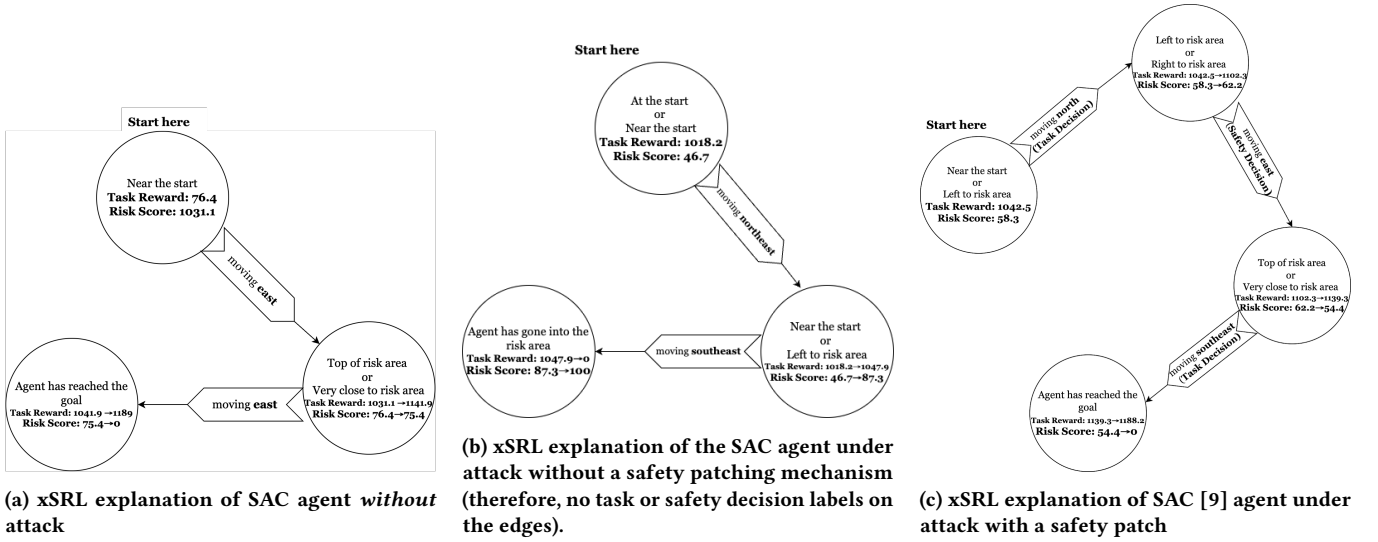 Start here
Near the start
Task Reward: 76.4
Risk Score: 1031.1
moving east
Top of risk area
or
Very close to risk area
Task Reward: 1031.1→1141.9
Risk Score: 76.4→75.4
moving east
Agent has reached the
goal
Task Reward: 1041.9→1189
Risk Score: 75.4→0
(a) xSRL explanation of SAC agent without
attack
Start here
At the start
or
Near the start
Task Reward: 1018.2
Risk Score: 46.7
moving northeast
Near the start
or
Left to risk area
Task Reward: 1018.2→1047.9
Risk Score: 46.7→87.3
moving southeast
Agent has gone into the
risk area
Task Reward: 1047.9→0
Risk Score: 87.3→100
(b) xSRL explanation of the SAC agent under
attack without a safety patching mechanism
(therefore, no task or safety decision labels on
the edges).
Start here
Near the start
or
Left to risk area
Task Reward: 1042.5
Risk Score: 58.3
moving north
(Task Decision)
Left to risk area
or
Right to risk area
Task Reward: 1042.5→1102.3
Risk Score: 58.3→62.2
moving east
(Safety Decision)
Top of risk area
or
Very close to risk area
Task Reward: 1102.3→1139.3
Risk Score: 62.2→54.4
moving southeast
(Task Decision)
Agent has reached the
goal
Task Reward: 1139.3→1188.2
Risk Score: 54.4→0
(c) xSRL explanation of SAC [9] agent under
attack with a safety patch